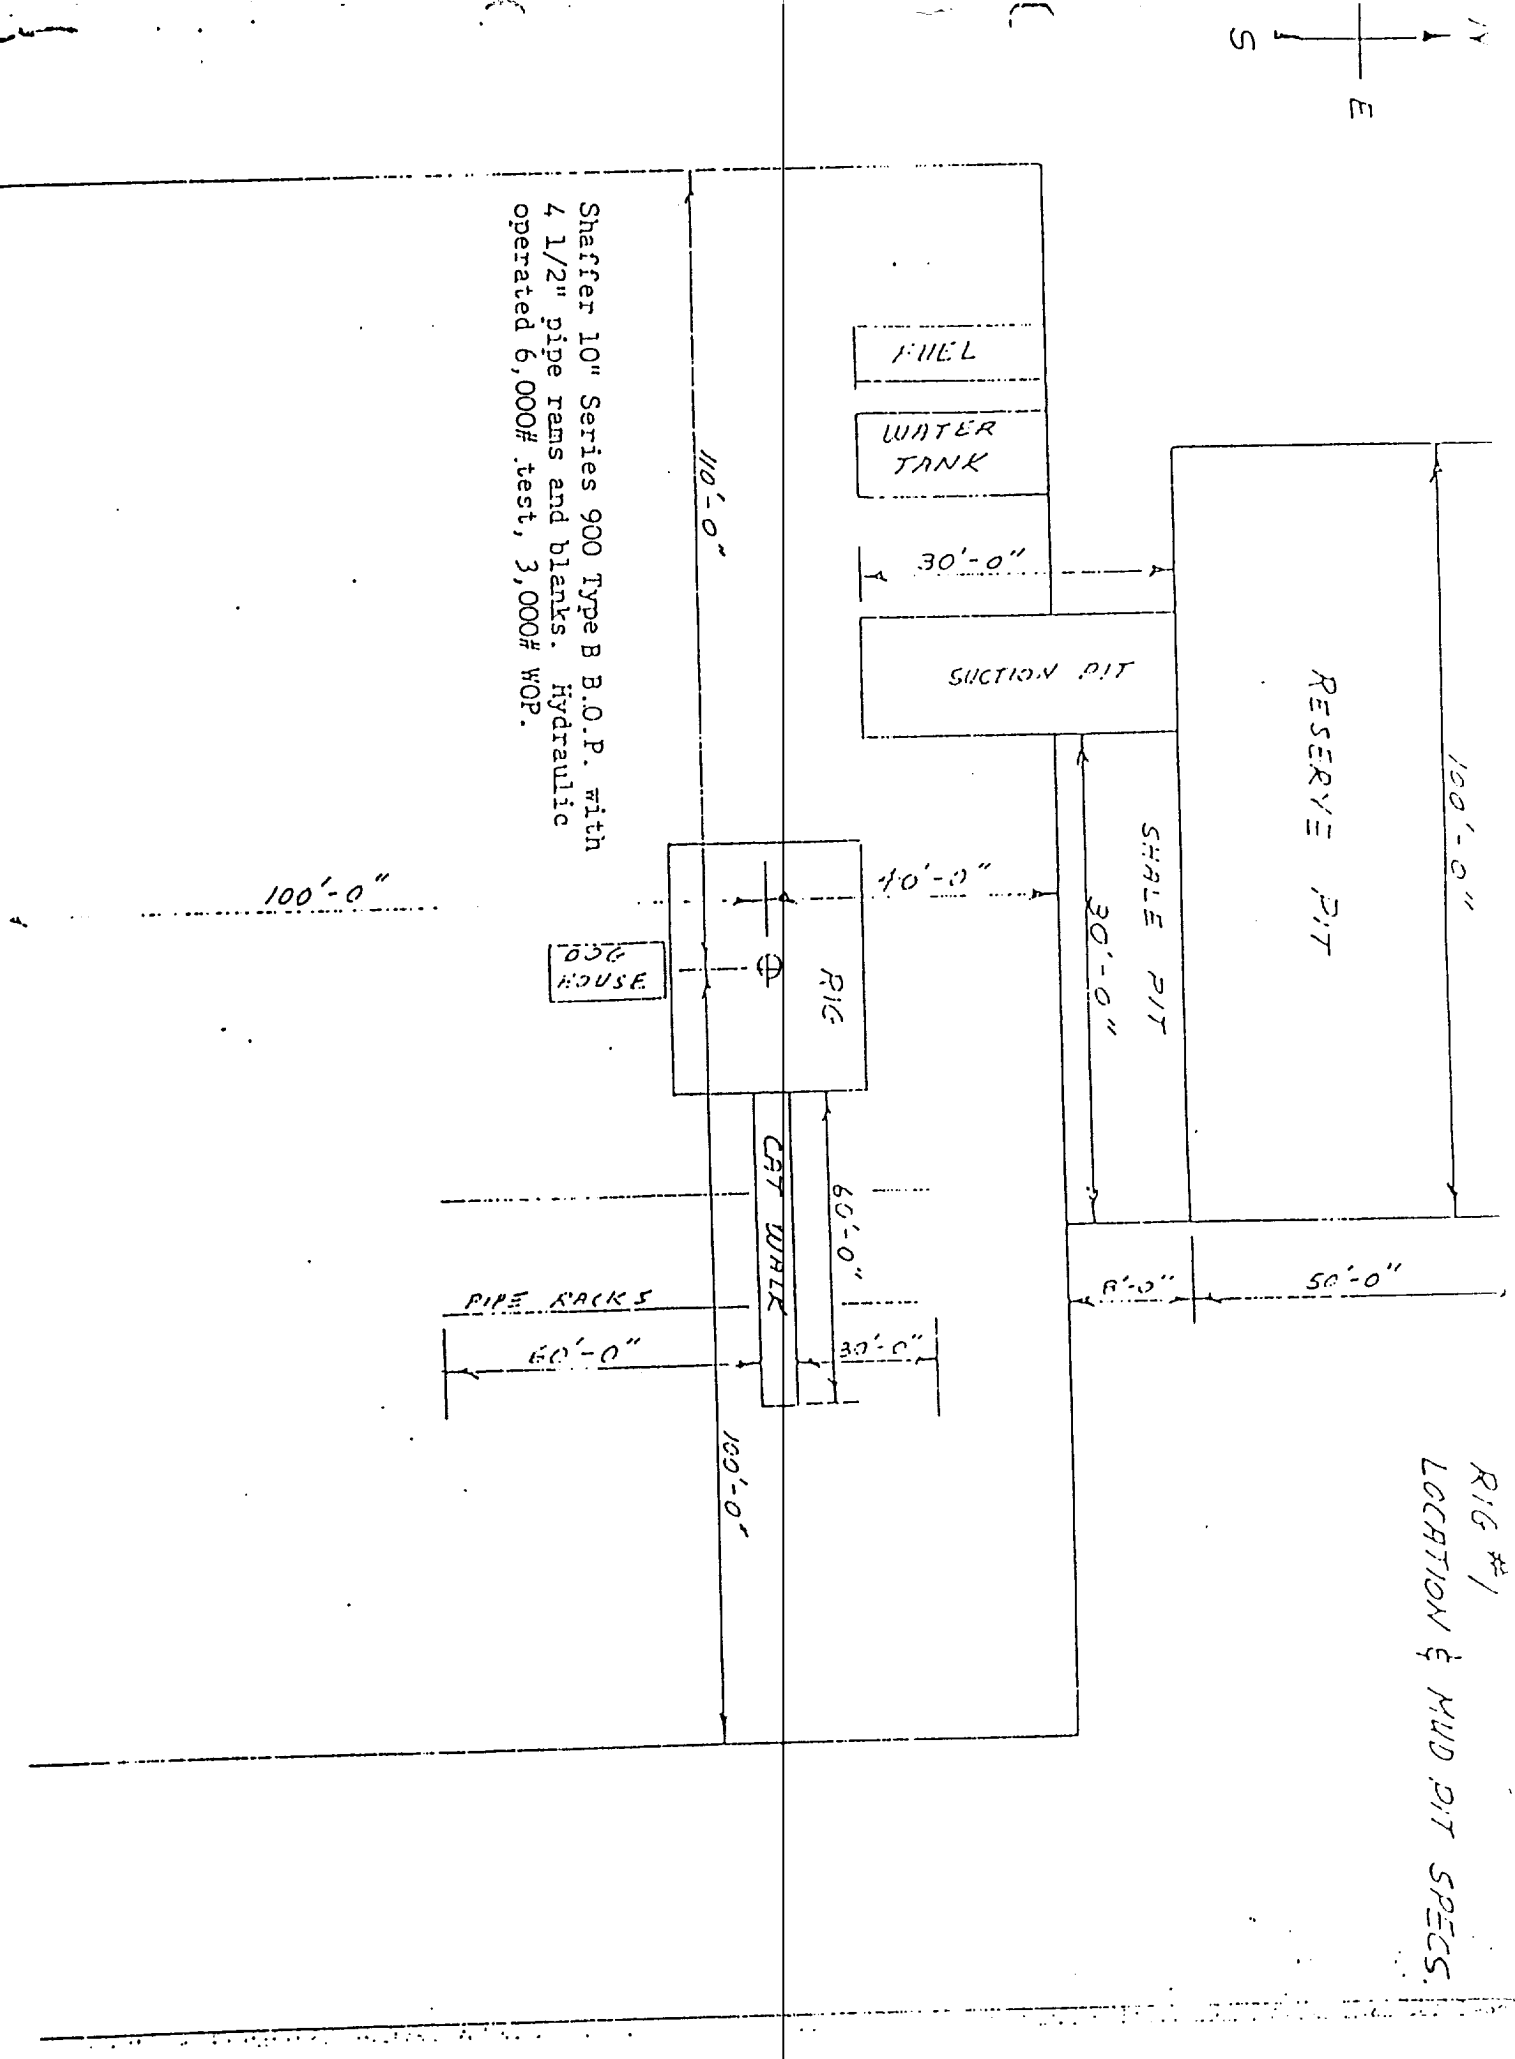 RIG #1
LOCATION & MUD PIT SPECS.
N
S
E
100'-0"
RESERVE PIT
50'-0"
8'-0"
SHALE PIT
30'-0"
SUCTION PIT
30'-0"
WATER
TANK
FUEL
40'-0"
RIG
CAT WALK
60'-0"
30'-0"
60'-0"
PIPE RACKS
DOG
HOUSE
110'-0"
100'-0"
100'-0"
Shaffer 10" Series 900 Type B B.O.P. with
4 1/2" pipe rams and blanks. Hydraulic
operated 6,000# test, 3,000# WOP.